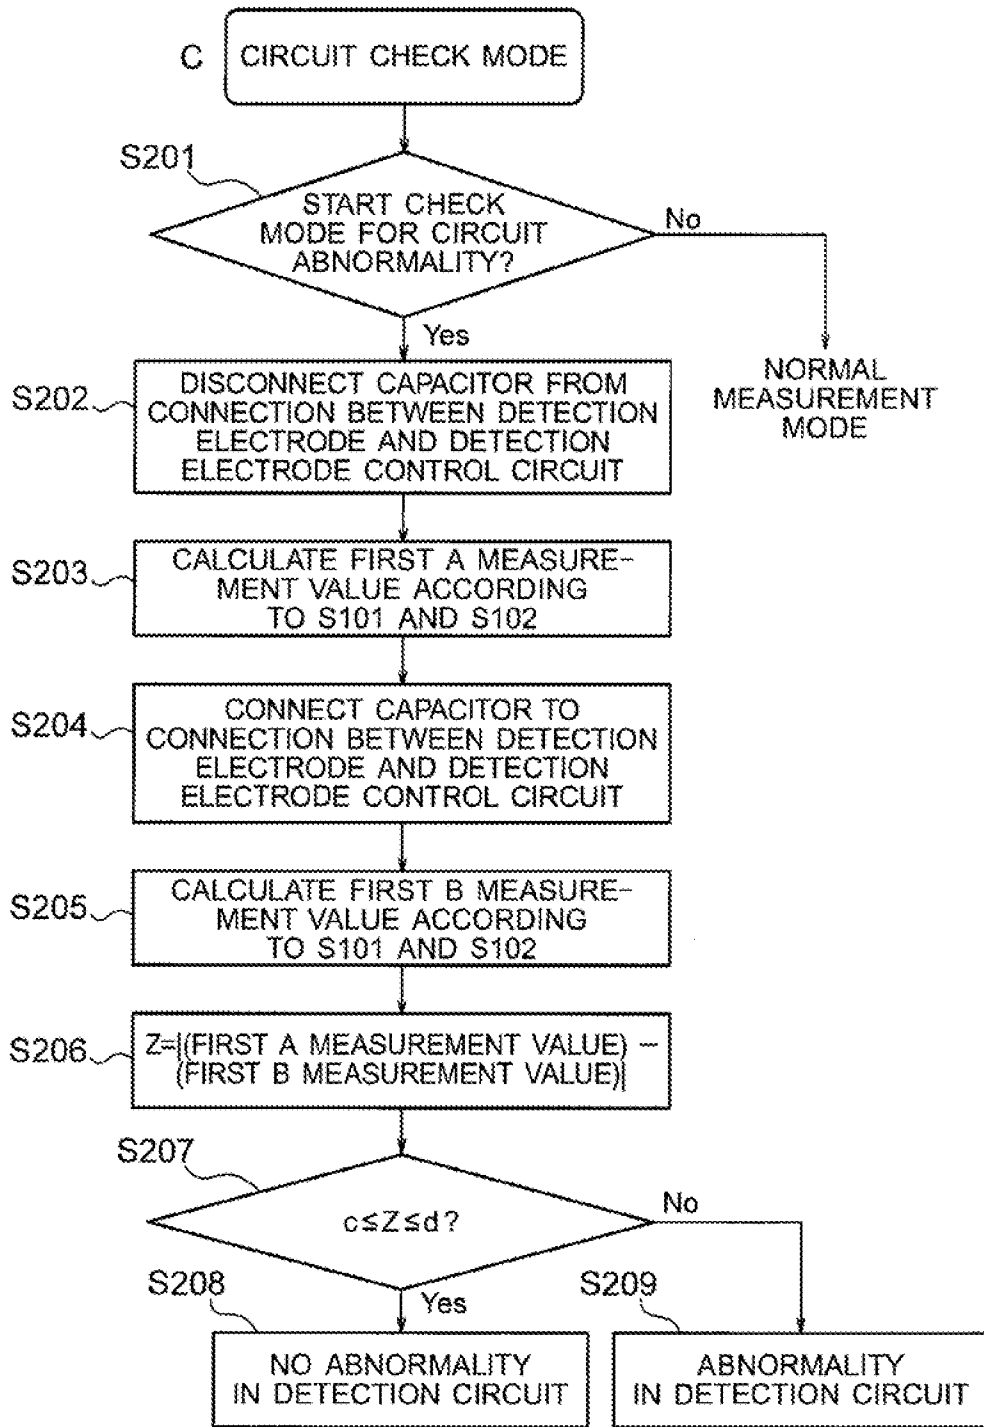 C
CIRCUIT CHECK MODE
S201
START CHECK
MODE FOR CIRCUIT
ABNORMALITY?
No
Yes
NORMAL
MEASUREMENT
MODE
S202
DISCONNECT CAPACITOR FROM
CONNECTION BETWEEN DETECTION
ELECTRODE AND DETECTION
ELECTRODE CONTROL CIRCUIT
S203
CALCULATE FIRST A MEASURE-
MENT VALUE ACCORDING
TO S101 AND S102
S204
CONNECT CAPACITOR TO
CONNECTION BETWEEN DETECTION
ELECTRODE AND DETECTION
ELECTRODE CONTROL CIRCUIT
S205
CALCULATE FIRST B MEASURE-
MENT VALUE ACCORDING
TO S101 AND S102
S206
Z=|(FIRST A MEASUREMENT VALUE) -
(FIRST B MEASUREMENT VALUE)|
S207
c≤Z≤d?
No
Yes
S208
NO ABNORMALITY
IN DETECTION CIRCUIT
S209
ABNORMALITY
IN DETECTION CIRCUIT